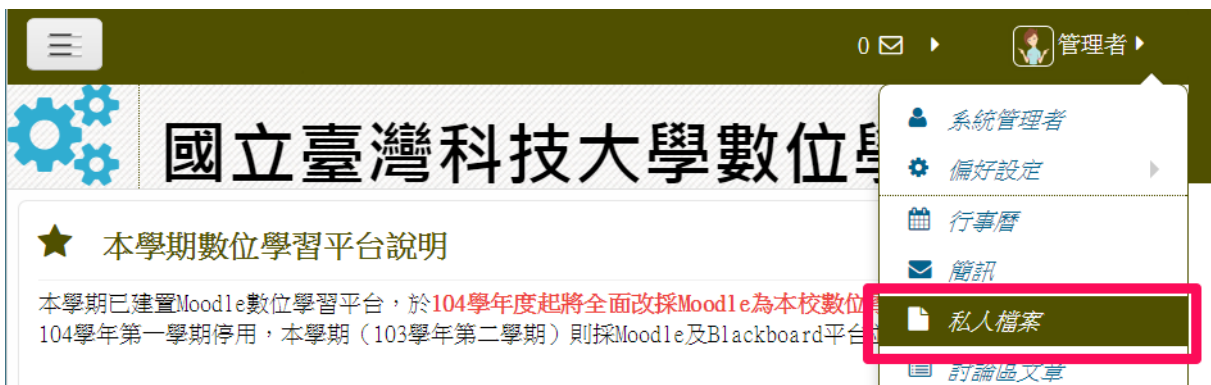 0
管理者
國立臺灣科技大學數位學
系統管理者
偏好設定
行事曆
簡訊
私人檔案
討論區文章
本學期數位學習平台說明
本學期已建置Moodle數位學習平台，於104學年度起將全面改採Moodle為本校數位
104學年第一學期停用，本學期（103學年第二學期）則採Moodle及Blackboard平台